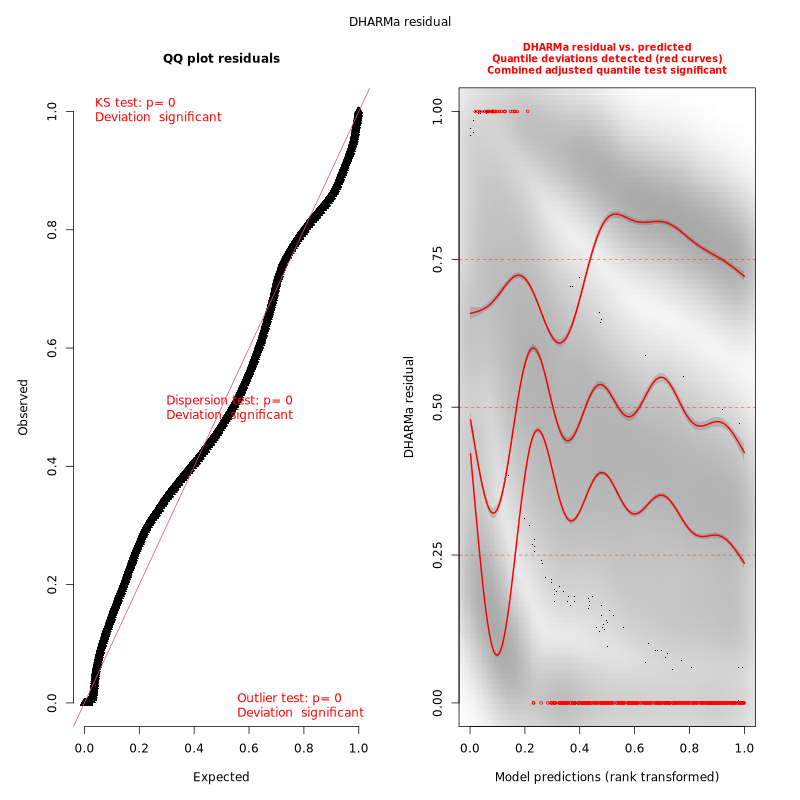 DHARMa residual
QQ plot residuals
KS test: p= 0
Deviation  significant
Dispersion test: p= 0
Deviation  significant
Outlier test: p= 0
Deviation  significant
Observed
0.0
0.2
0.4
0.6
0.8
1.0
0.0 0.2 0.4 0.6 0.8 1.0
Expected
DHARMa residual vs. predicted
Quantile deviations detected (red curves)
Combined adjusted quantile test significant
DHARMa residual
0.00
0.25
0.50
0.75
1.00
0.0 0.2 0.4 0.6 0.8 1.0
Model predictions (rank transformed)